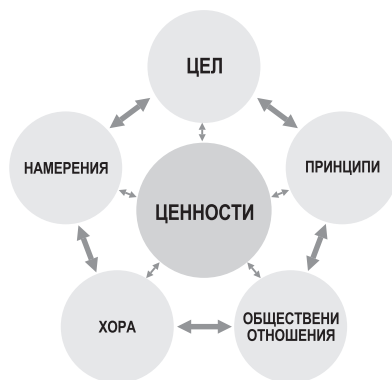 ЦЕЛ
НАМЕРЕНИЯ
ПРИНЦИПИ
ЦЕННОСТИ
ХОРА
ОБЩЕСТВЕНИ
ОТНОШЕНИЯ